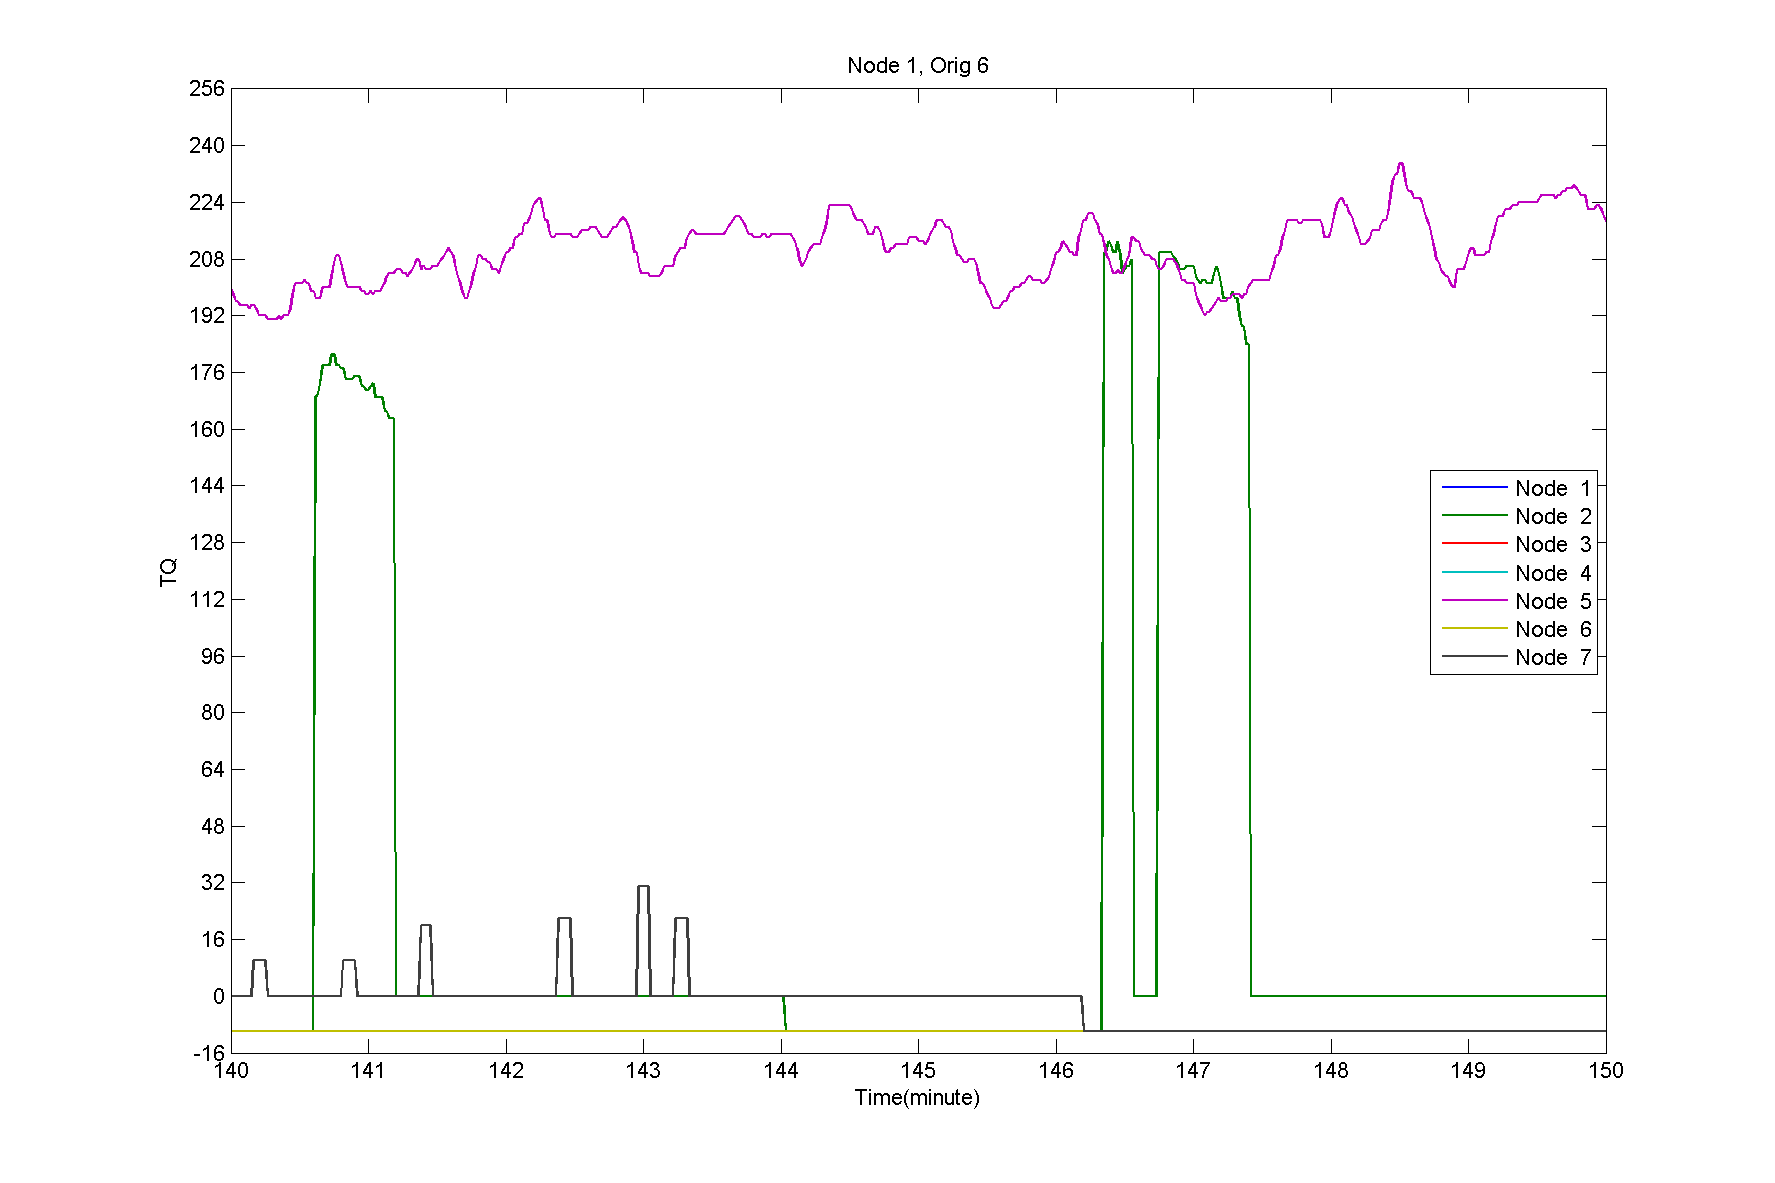 Node 1, Orig 6
256
240
224
208
192
176
160
144
128
112
96
80
64
48
32
16
0
-16
TQ
Node 1
Node 2
Node 3
Node 4
Node 5
Node 6
Node 7
140 141 142 143 144 145 146 147 148 149 150
Time(minute)